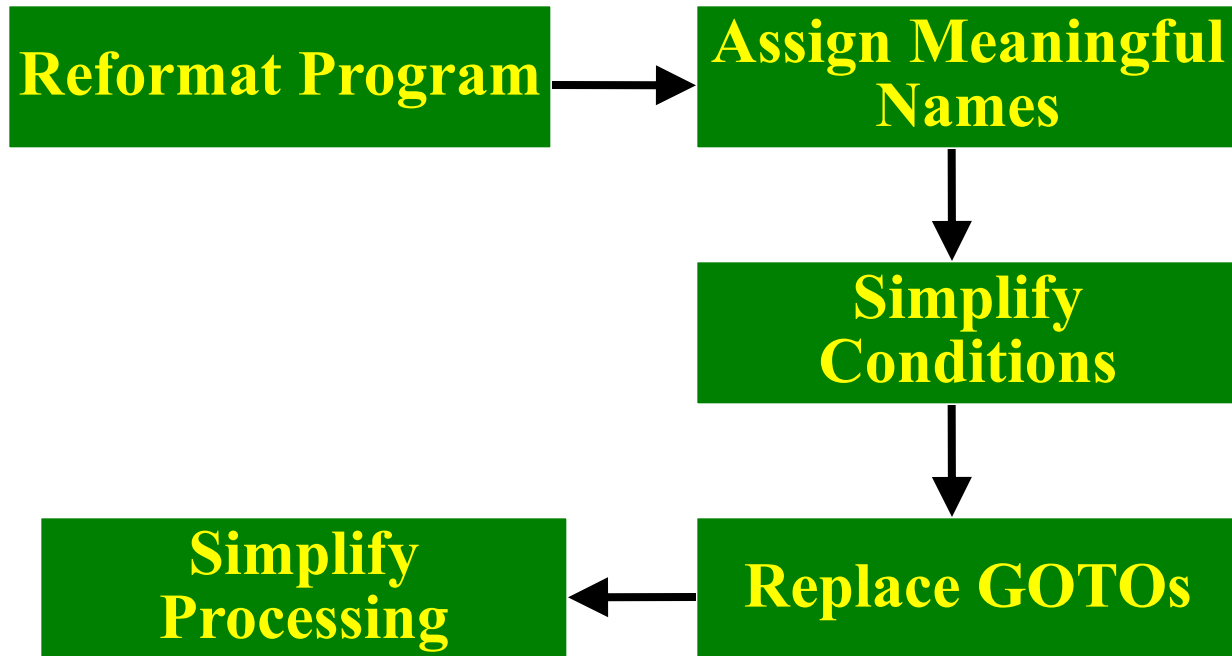 Reformat Program
Assign Meaningful
Names
Simplify
Conditions
Replace GOTOs
Simplify
Processing